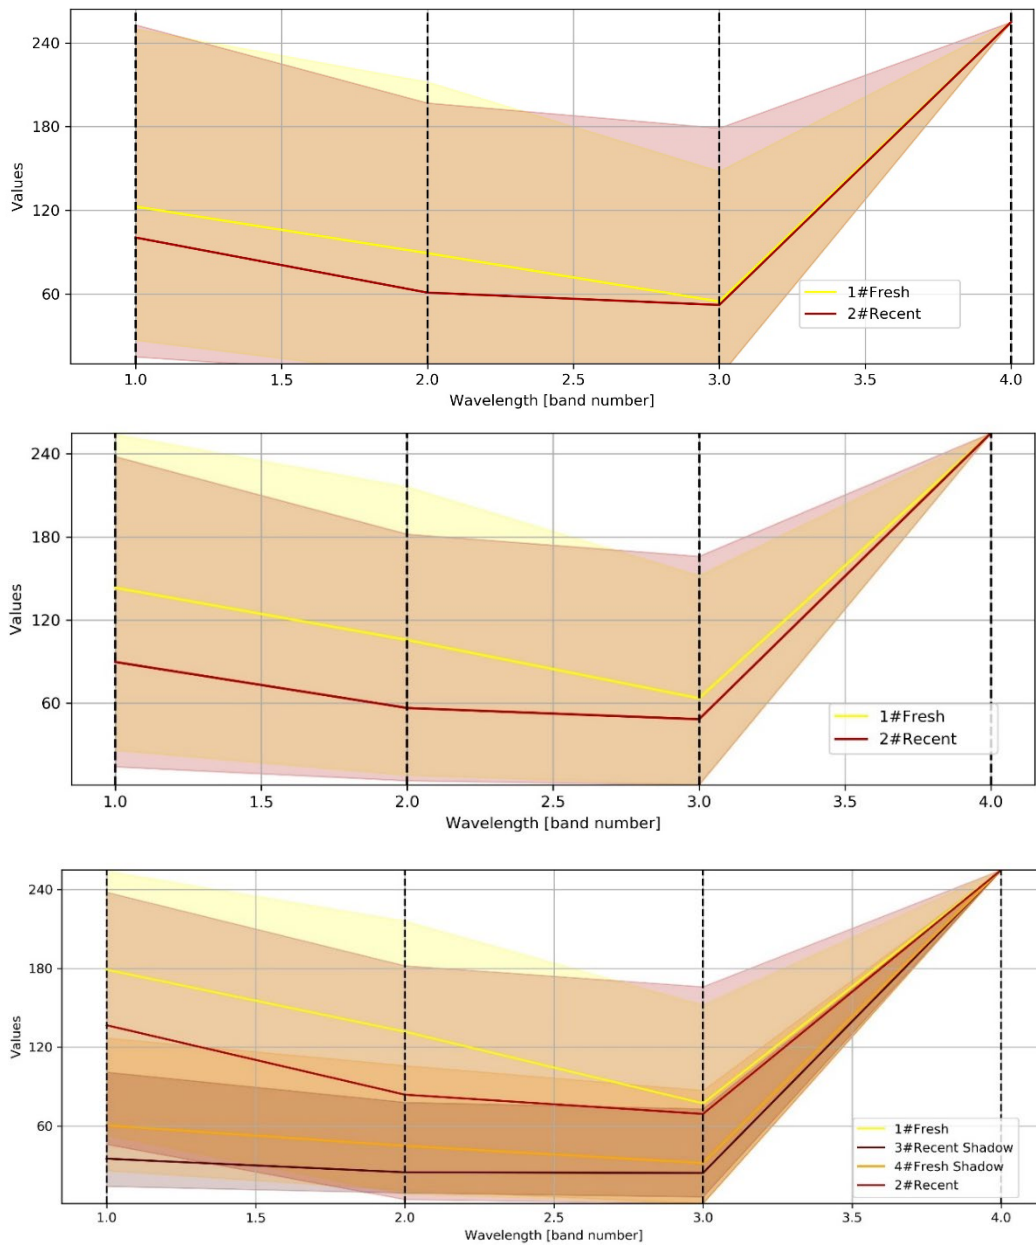 240
180
120
60
Values
1#Fresh
2#Recent
1.0 1.5 2.0 2.5 3.0 3.5 4.0
Wavelength [band number]
240
180
120
60
Values
1#Fresh
2#Recent
1.0 1.5 2.0 2.5 3.0 3.5 4.0
Wavelength [band number]
240
180
120
60
Values
1#Fresh
3#Recent Shadow
4#Fresh Shadow
2#Recent
1.0 1.5 2.0 2.5 3.0 3.5 4.0
Wavelength [band number]